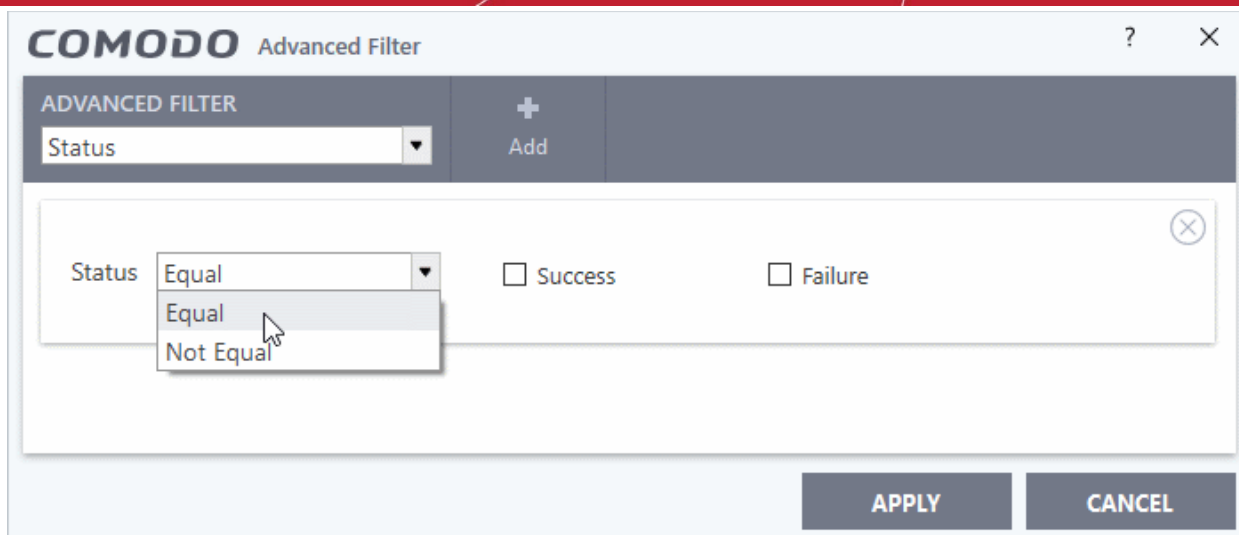 COMODO Advanced Filter ?
ADVANCED FILTER
Status
Add
Status Equal Success Failure
Equal
Not Equal
APPLY CANCEL